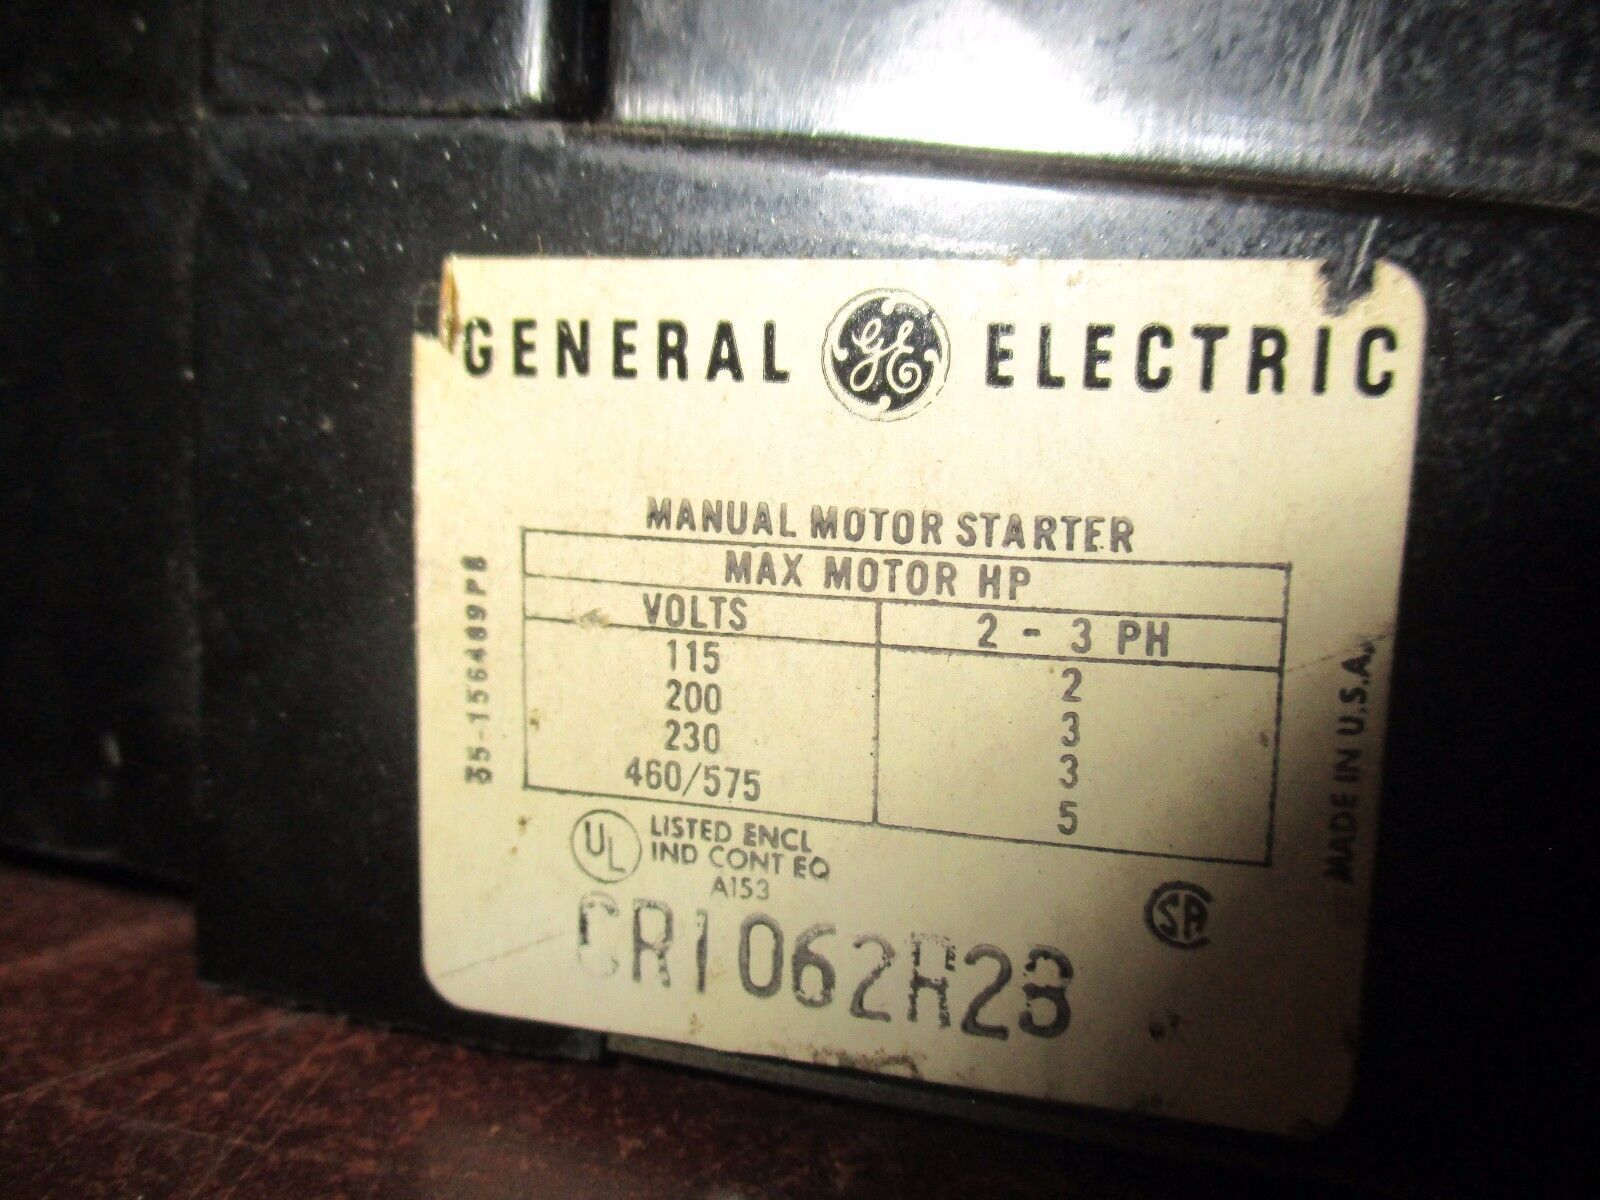 GENERAL GE ELECTRIC
MANUAL MOTOR STARTER
MAX MOTOR HP
VOLTS 2 - 3 PH
115 2
200 3
230 3
460/575 5
UL LISTED ENCL
IND CONT EQ
A153
SA
35-156489P8
MADE IN U.S.A.